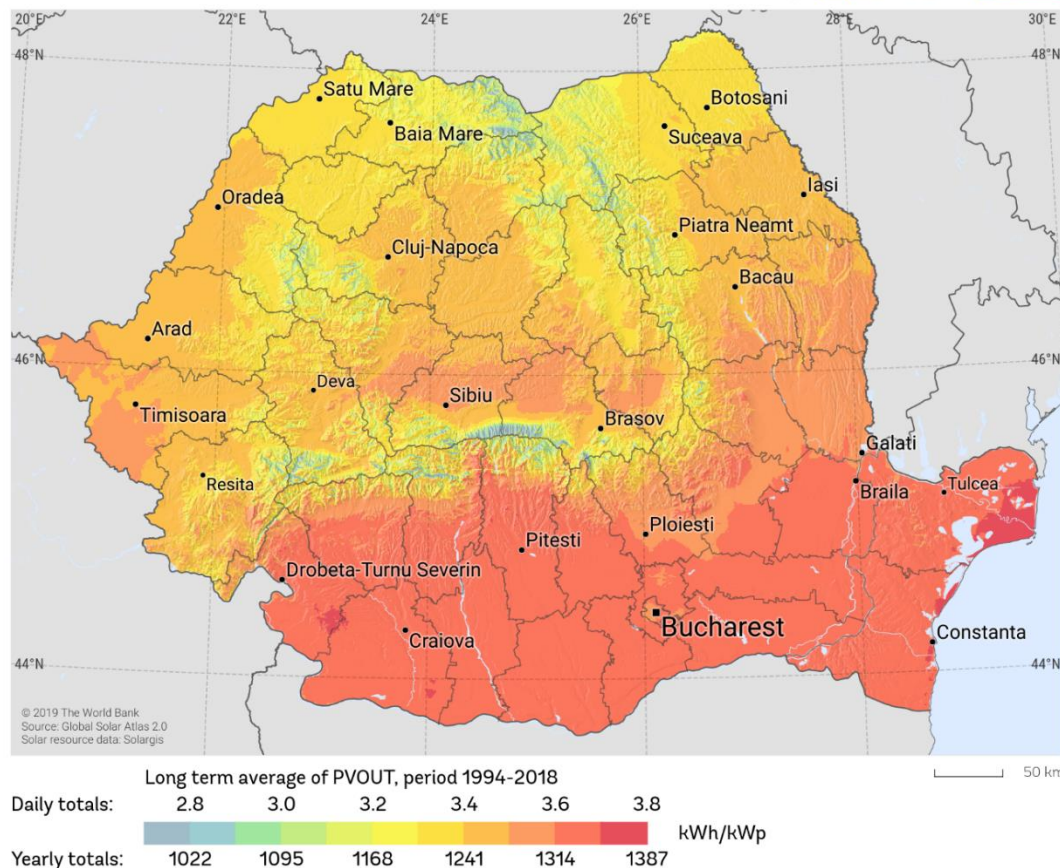 20°E 22°E 24°E 26°E 28°E 30°E
48°N 48°N
Satu Mare
Botosani
Baia Mare
Suceava
Oradea
Iasi
Piatra Neamt
Cluj-Napoca
Bacau
Arad
46°N 46°N
Deva
Sibiu
Timisoara
Brasov
Galati
Resita
Braila
Tulcea
Ploiesti
Pitesti
Drobeta-Turnu Severin
Bucharest
Craiova
Constanta
44°N 44°N
© 2019 The World Bank
Source: Global Solar Atlas 2.0
Solar resource data: Solargis
22°E 24°E 26°E 28°E
Long term average of PVOUT, period 1994-2018
50 km
Daily totals: 2.8 3.0 3.2 3.4 3.6 3.8
kWh/kWp
Yearly totals: 1022 1095 1168 1241 1314 1387